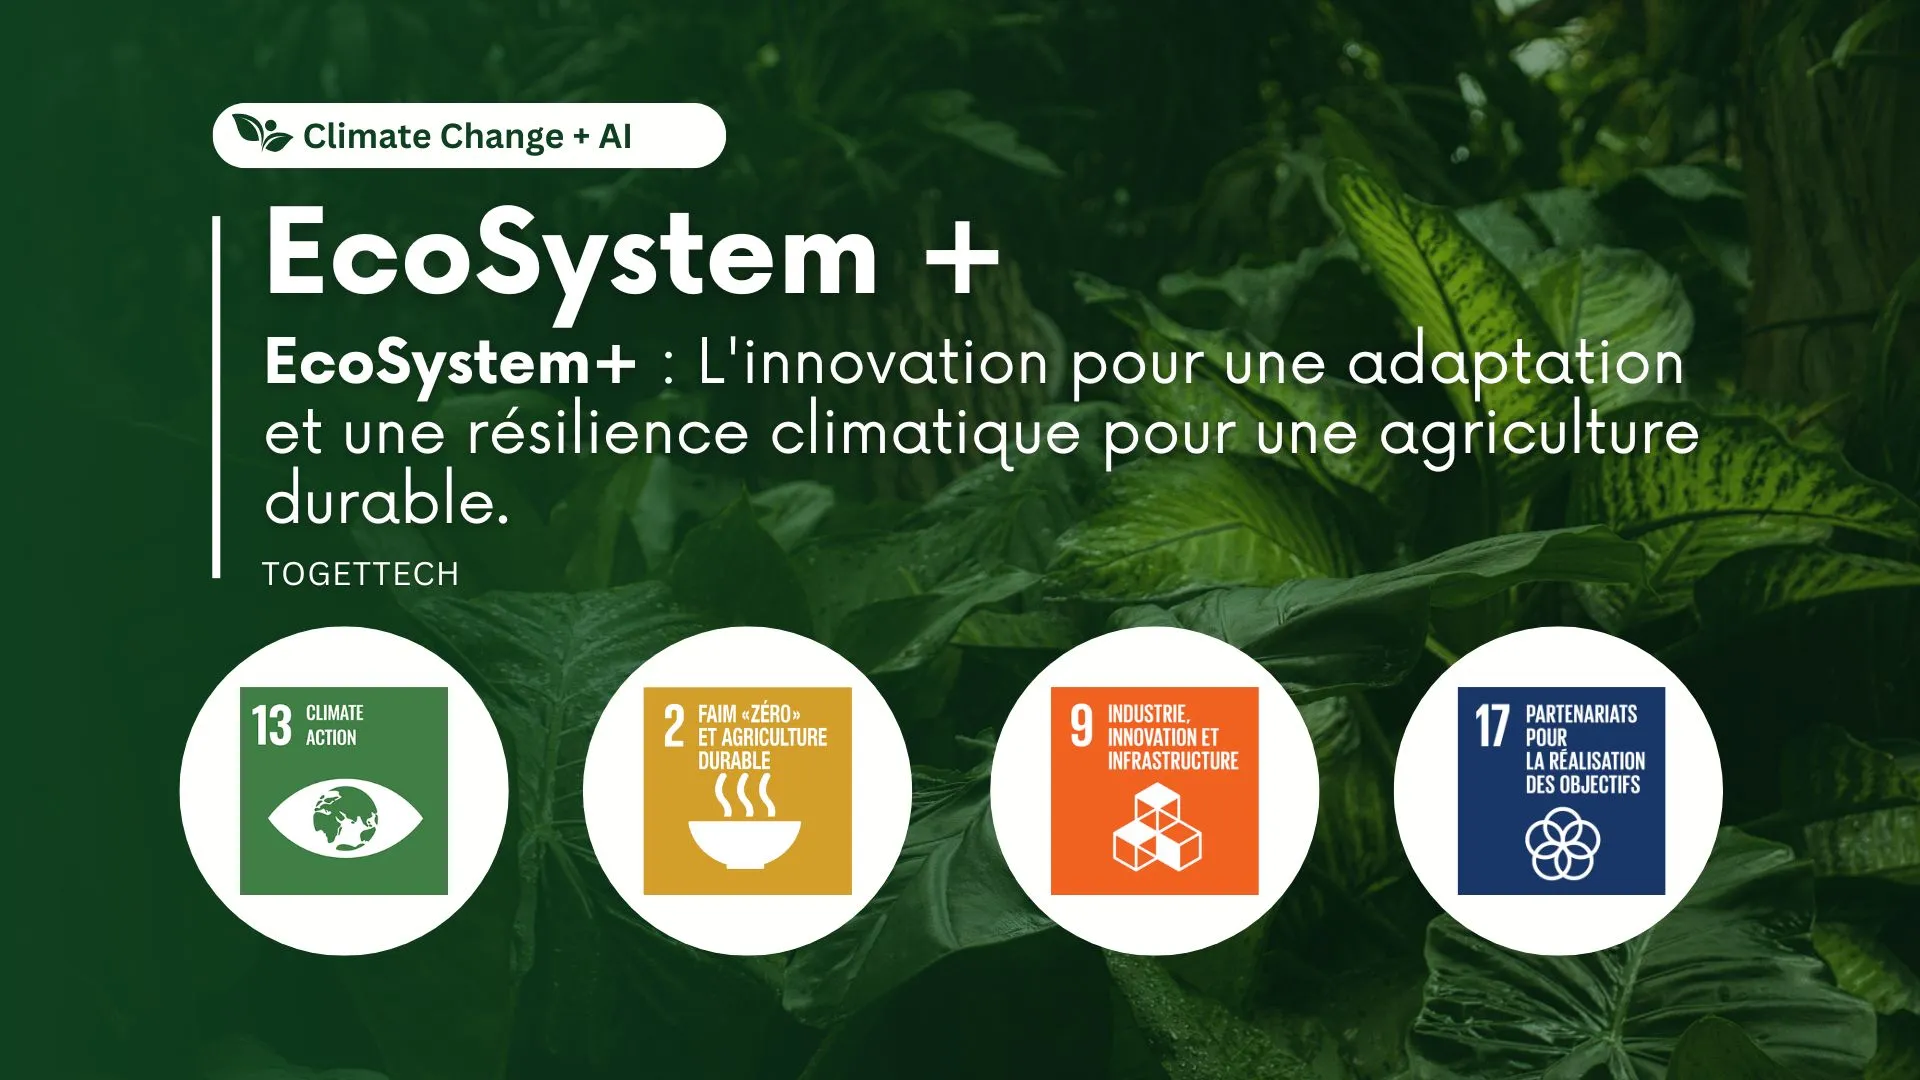 Climate Change + AI
EcoSystem +
EcoSystem+ : L'innovation pour une adaptation
et une résilience climatique pour une agriculture
durable.
TOGETTECH
13 CLIMATE
ACTION
2 FAIM «ZÉRO»
ET AGRICULTURE
DURABLE
9 INDUSTRIE,
INNOVATION ET
INFRASTRUCTURE
17 PARTENARIATS
POUR
LA RÉALISATION
DES OBJECTIFS